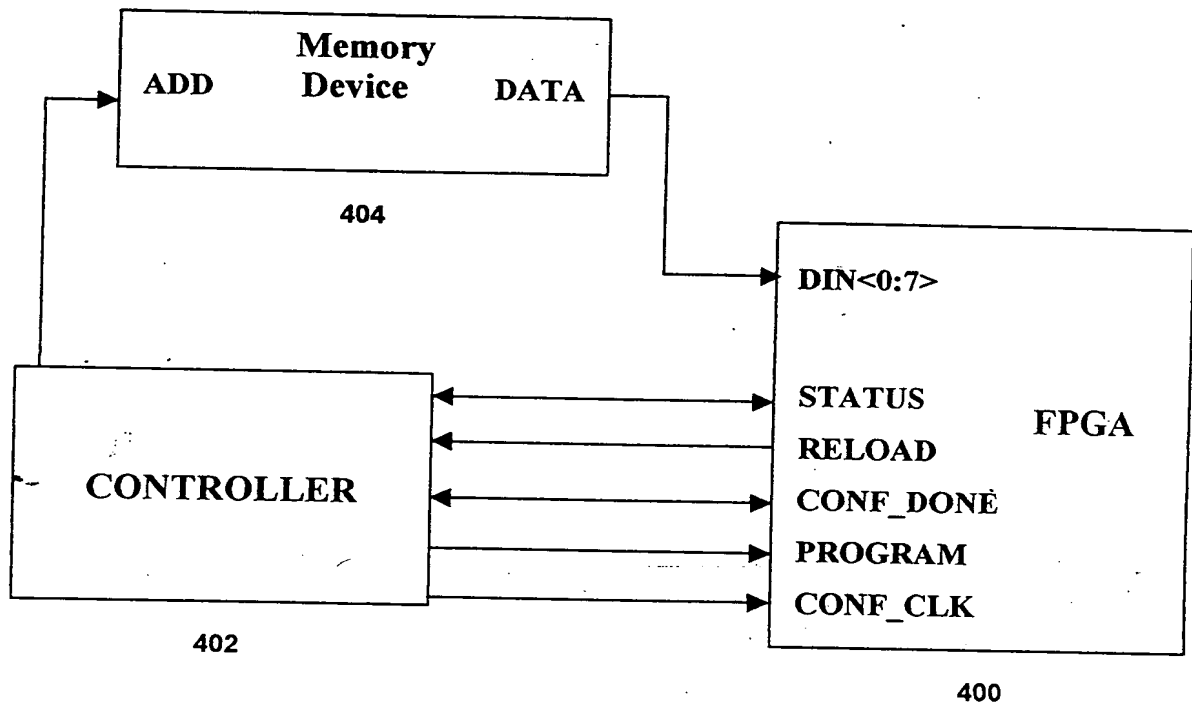 Memory
Device
ADD
DATA
404
DIN<0:7>
STATUS
RELOAD
CONF_DONE
PROGRAM
CONF_CLK
FPGA
CONTROLLER
402
400